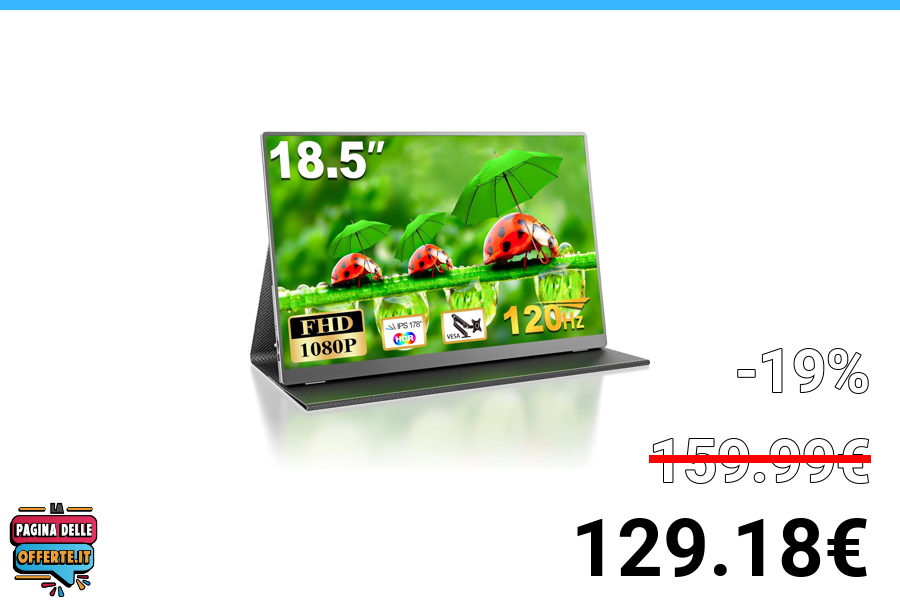 18.5"
FHD
1080P
IPS 178°
HDR
VESA
120Hz
-19%
159.99€
129.18€
LA
PAGINA DELLE
OFFERTE.IT